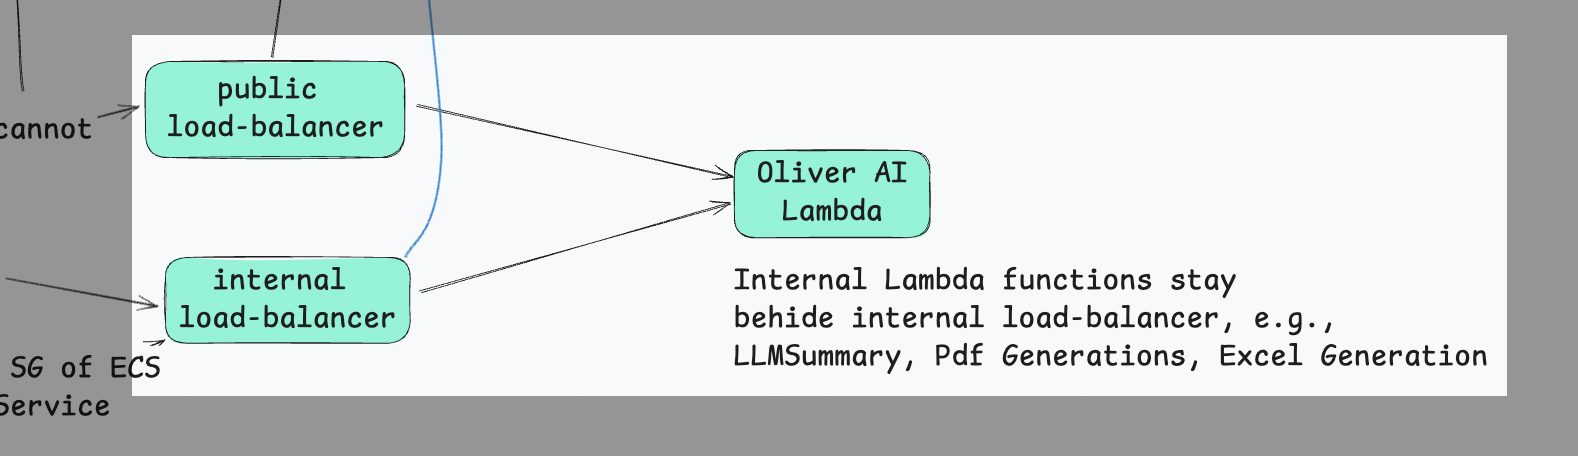 public
load-balancer
cannot
Oliver AI
Lambda
internal
load-balancer
Internal Lambda functions stay
behide internal load-balancer, e.g.,
LLMSummary, Pdf Generations, Excel Generation
SG of ECS
Service